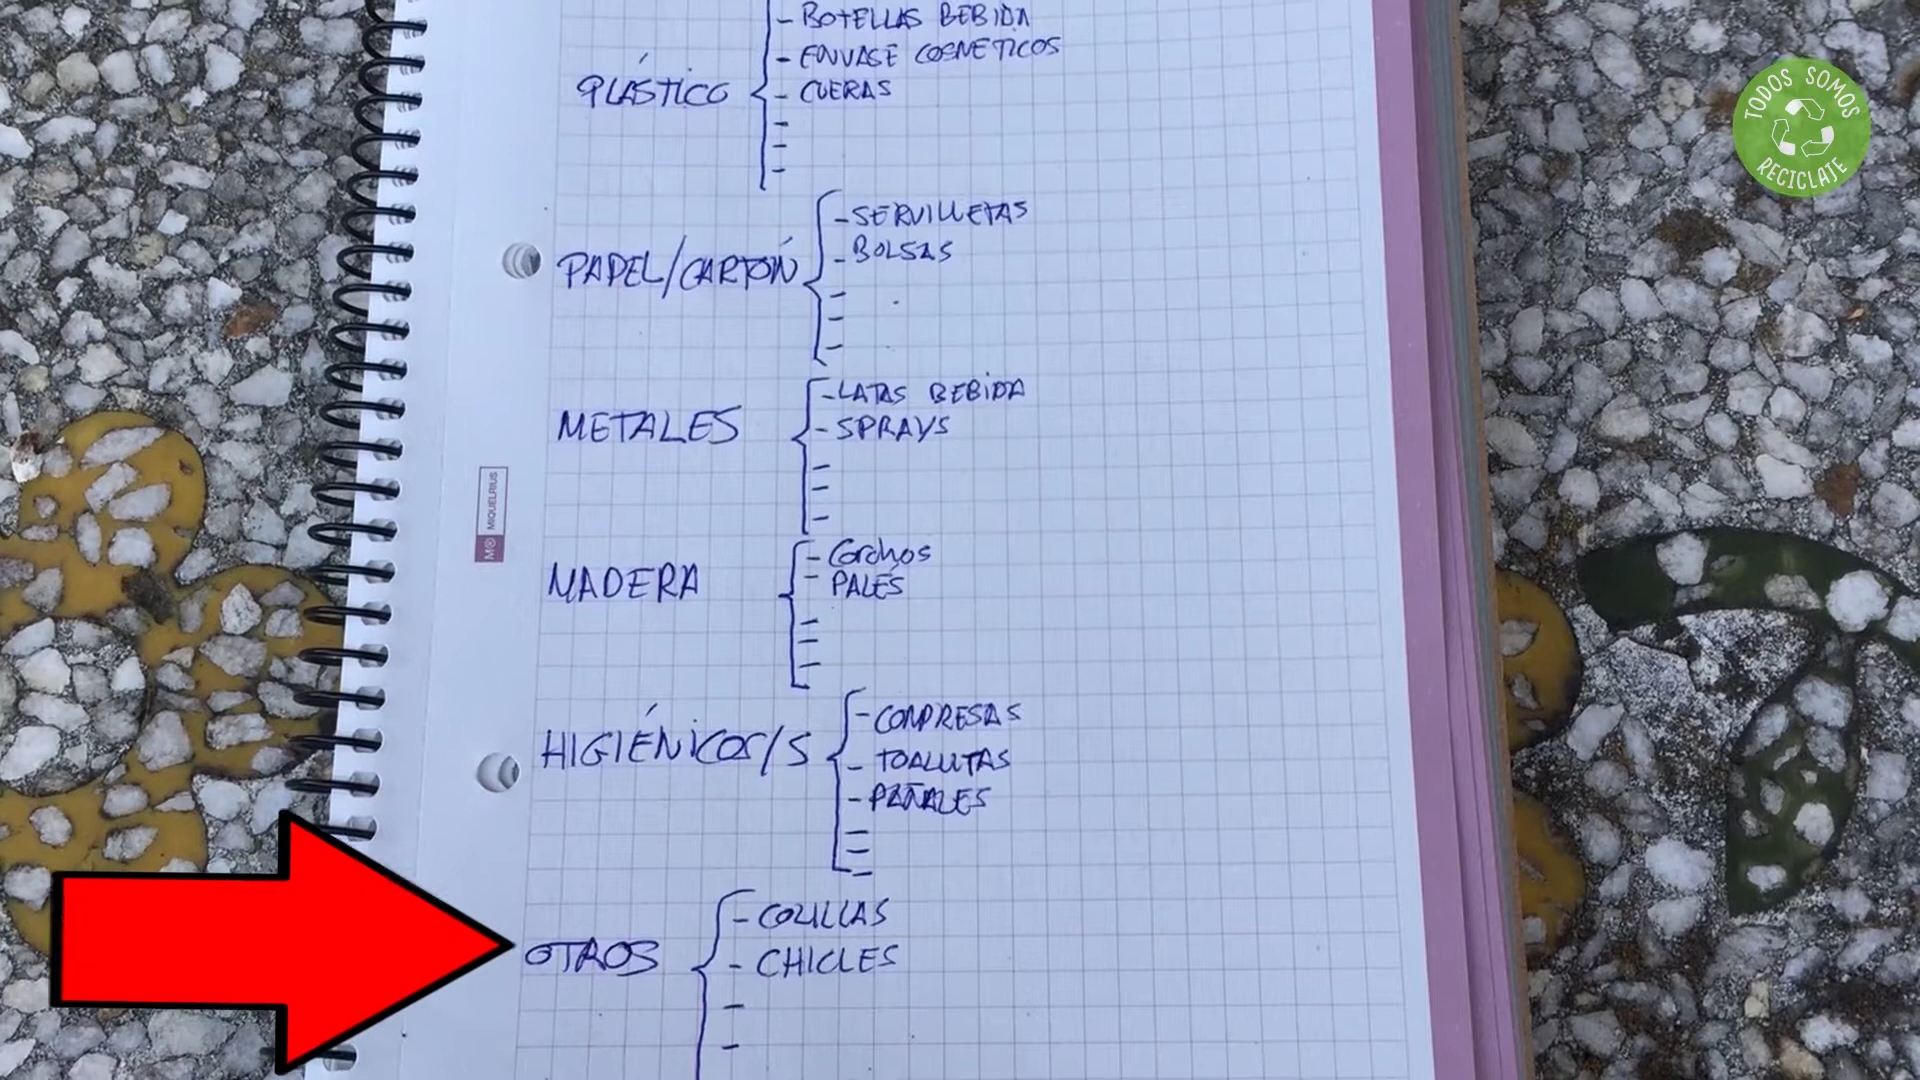 - BOTELLAS BEBIDA
- ENVASE COSMETICOS
PLÁSTICO - CUERAS
-
-
-
- SERVILLETAS
- BOLSAS
PAPEL/CARTÓN
-
-
-
- LATAS BEBIDA
METALES - SPRAYS
-
-
-
- Corchos
MADERA - PALÉS
-
-
-
- COMPRESAS
HIGIÉNICOS/S - TOALLITAS
- PAÑALES
-
-
-
- COLILLAS
OTROS - CHICLES
-
-
MIQUELRIUS
TODOS SOMOS
RECICLAJE